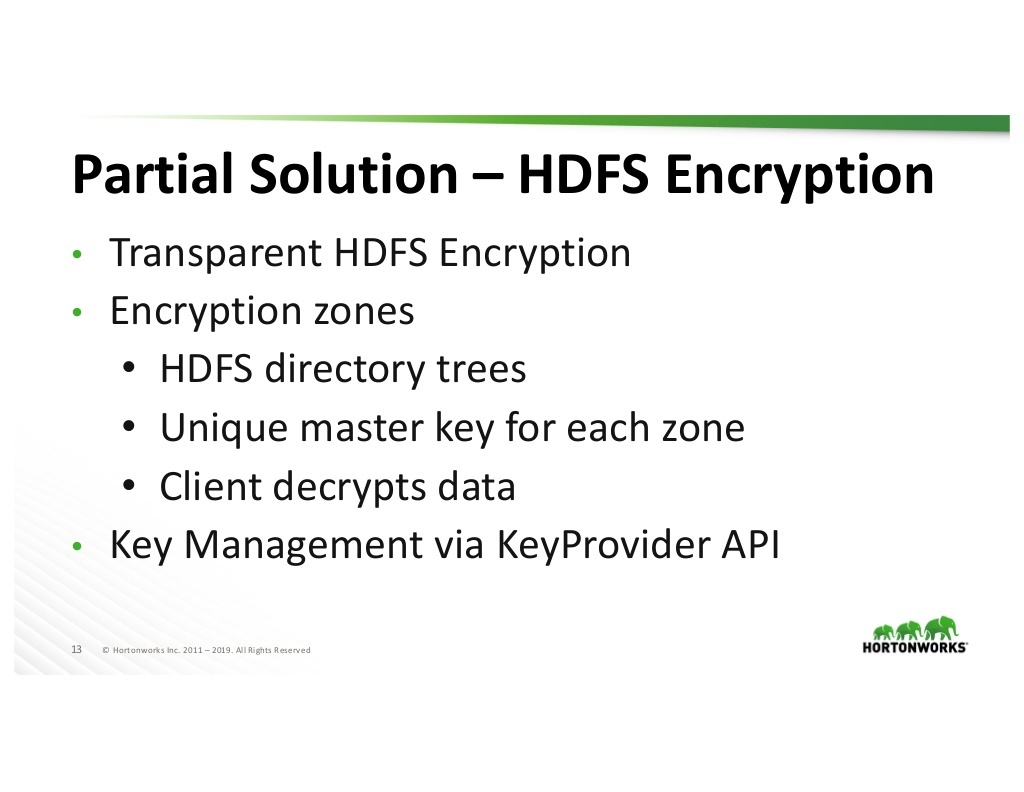 Partial Solution – HDFS Encryption
• Transparent HDFS Encryption
• Encryption zones
• HDFS directory trees
• Unique master key for each zone
• Client decrypts data
• Key Management via KeyProvider API
13 © Hortonworks Inc. 2011 – 2019. All Rights Reserved
HORTONWORKS